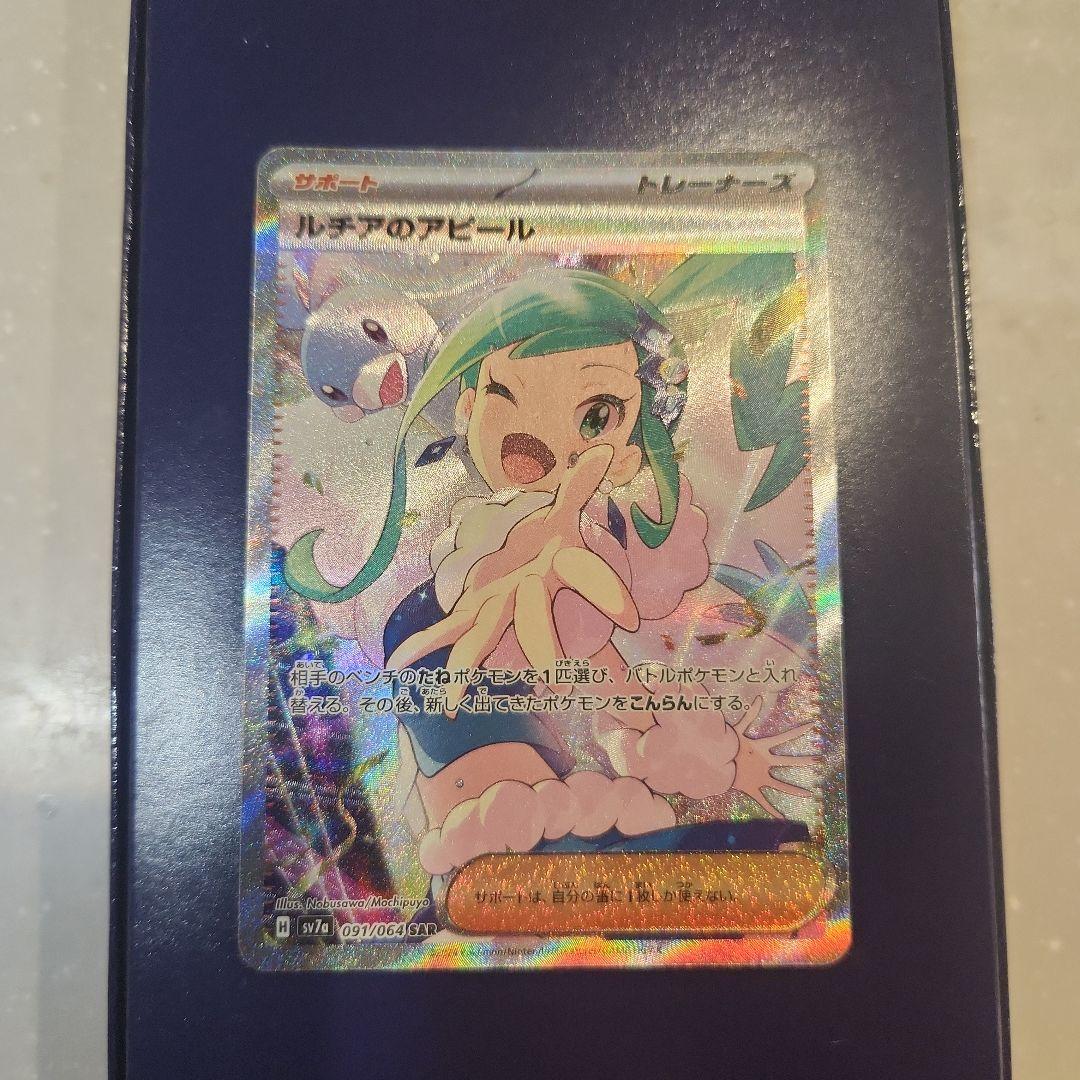 サポート
トレーナーズ
ルチアのアピール
相手のベンチのたねポケモンを1匹選び、バトルポケモンと入れ
替える。その後、新しく出てきたポケモンをこんらんにする。
サポートは、自分の番に1枚しか使えない。
Illus. Nobusawa/Mochipuyo
H sv7a 091/064 SAR